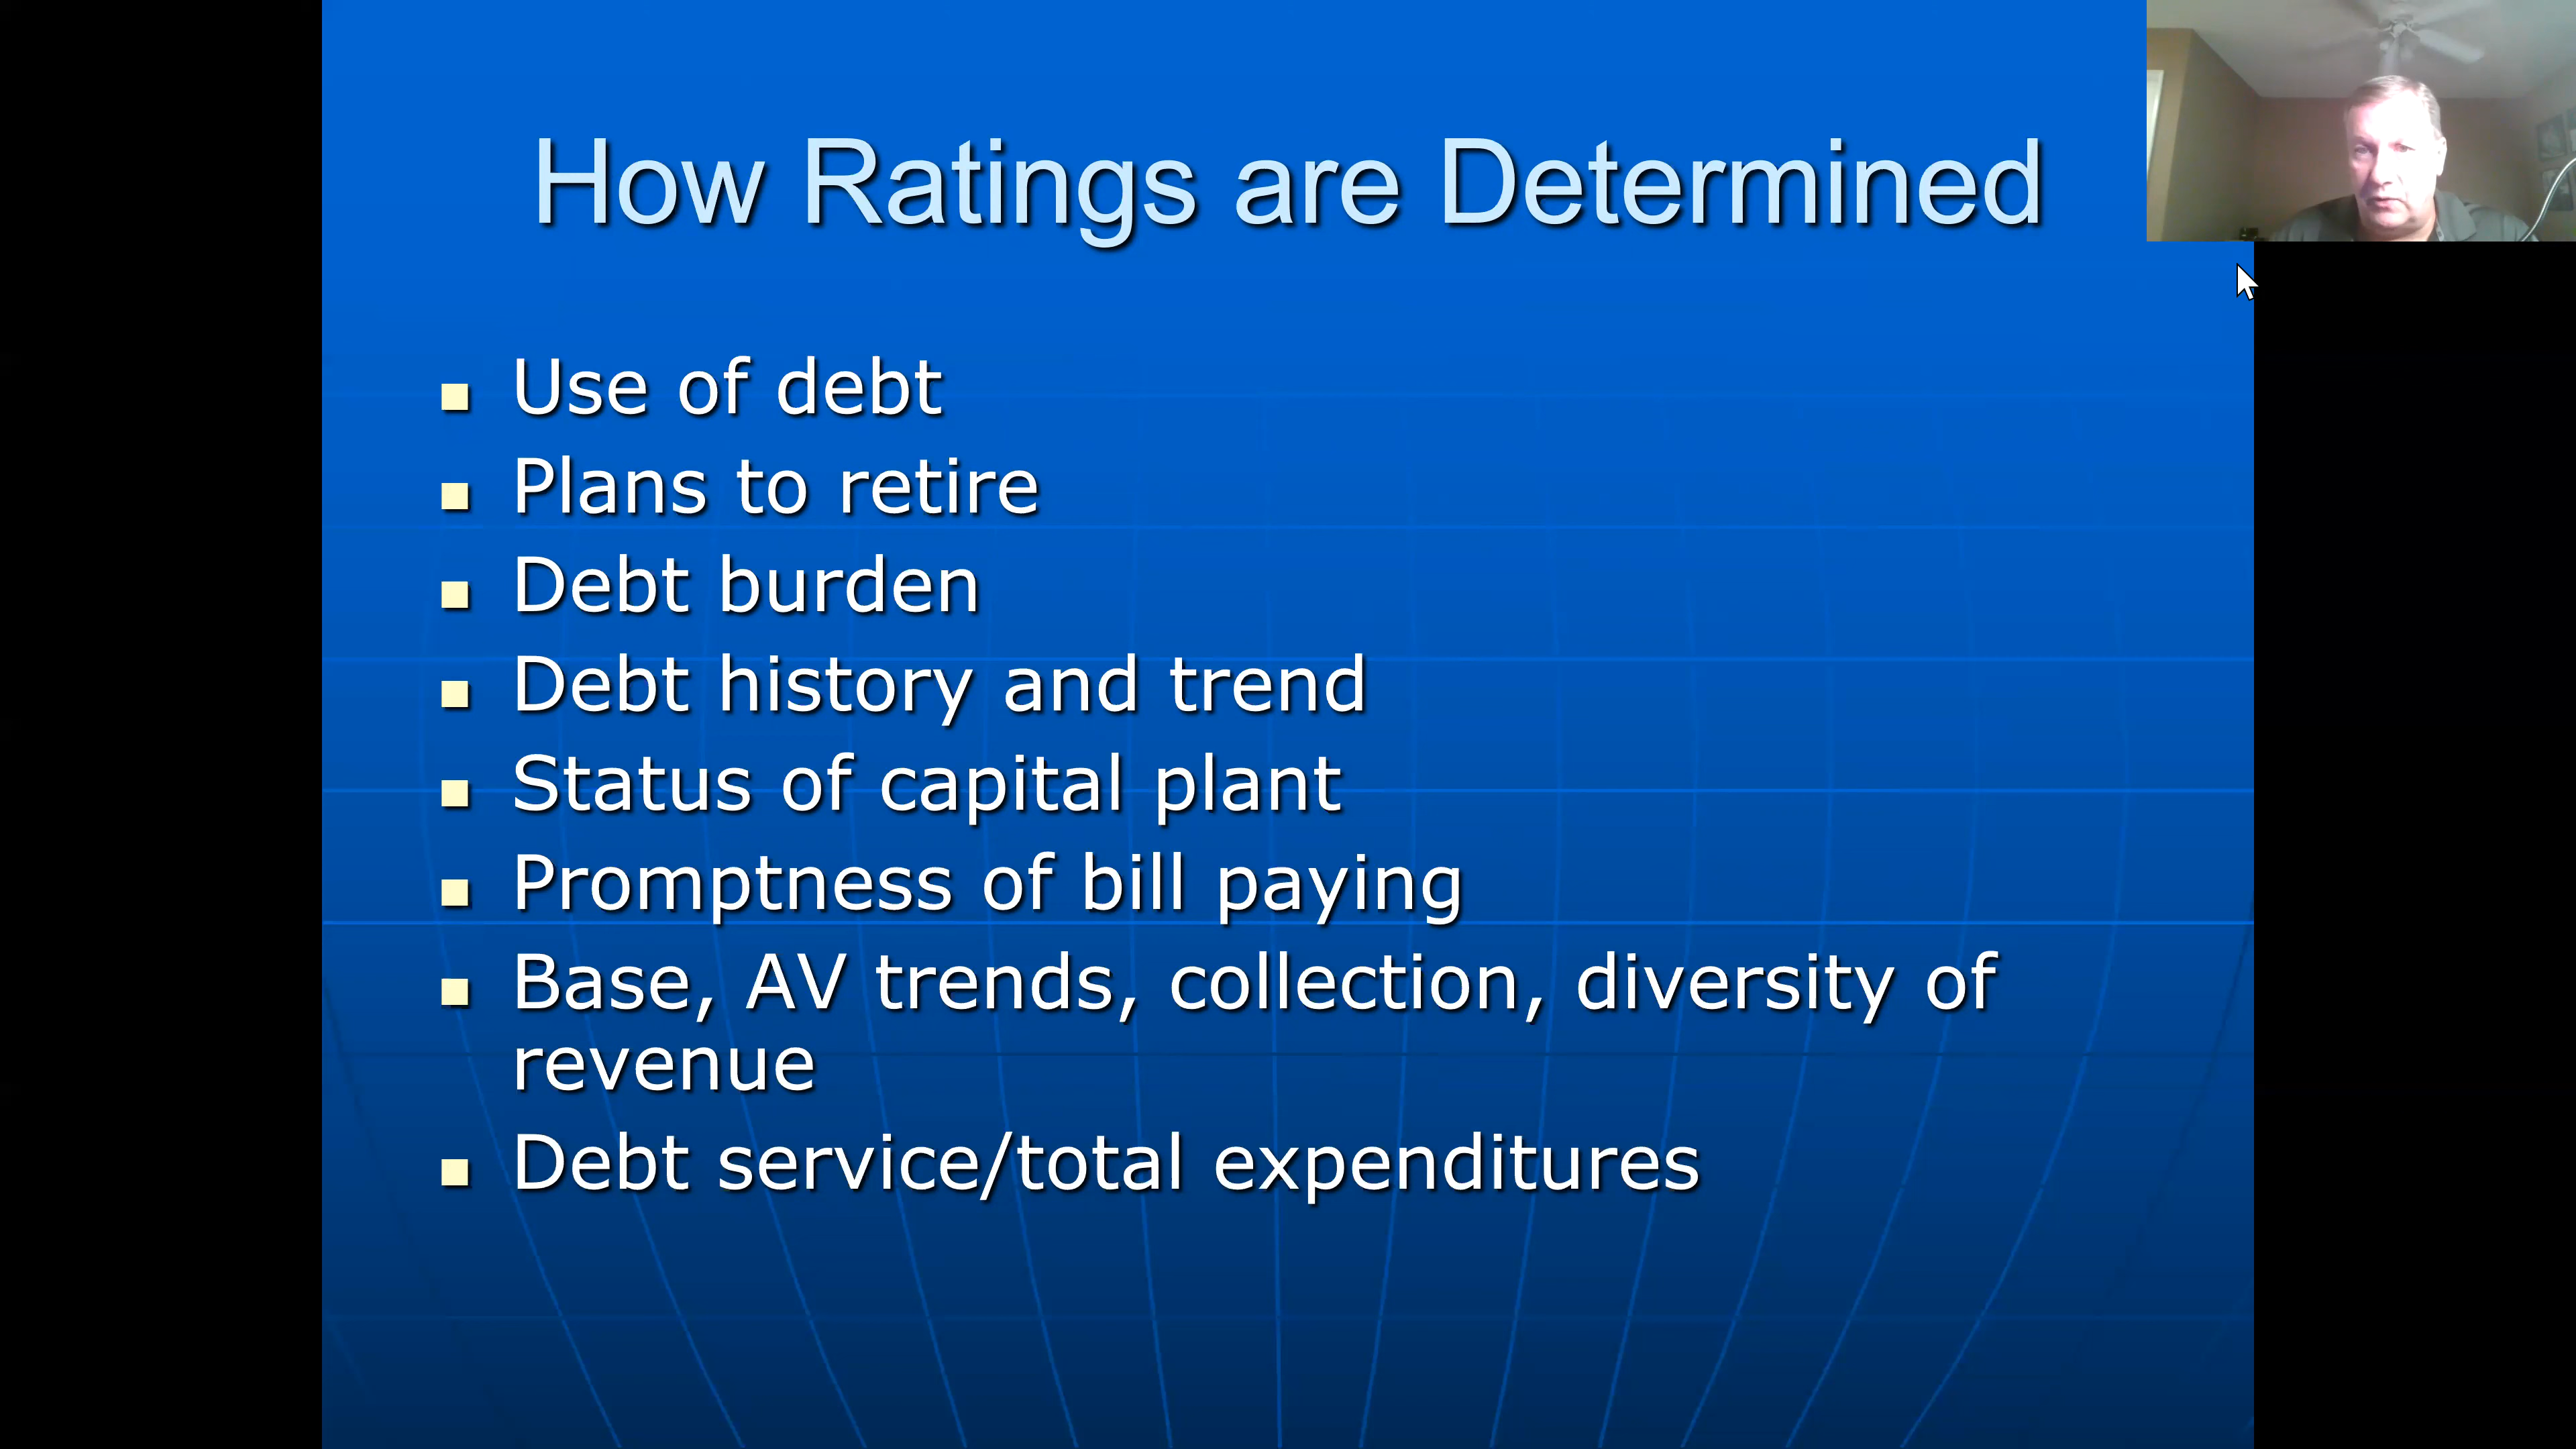 How Ratings are Determined
Use of debt
Plans to retire
Debt burden
Debt history and trend
Status of capital plant
Promptness of bill paying
Base, AV trends, collection, diversity of
revenue
Debt service/total expenditures